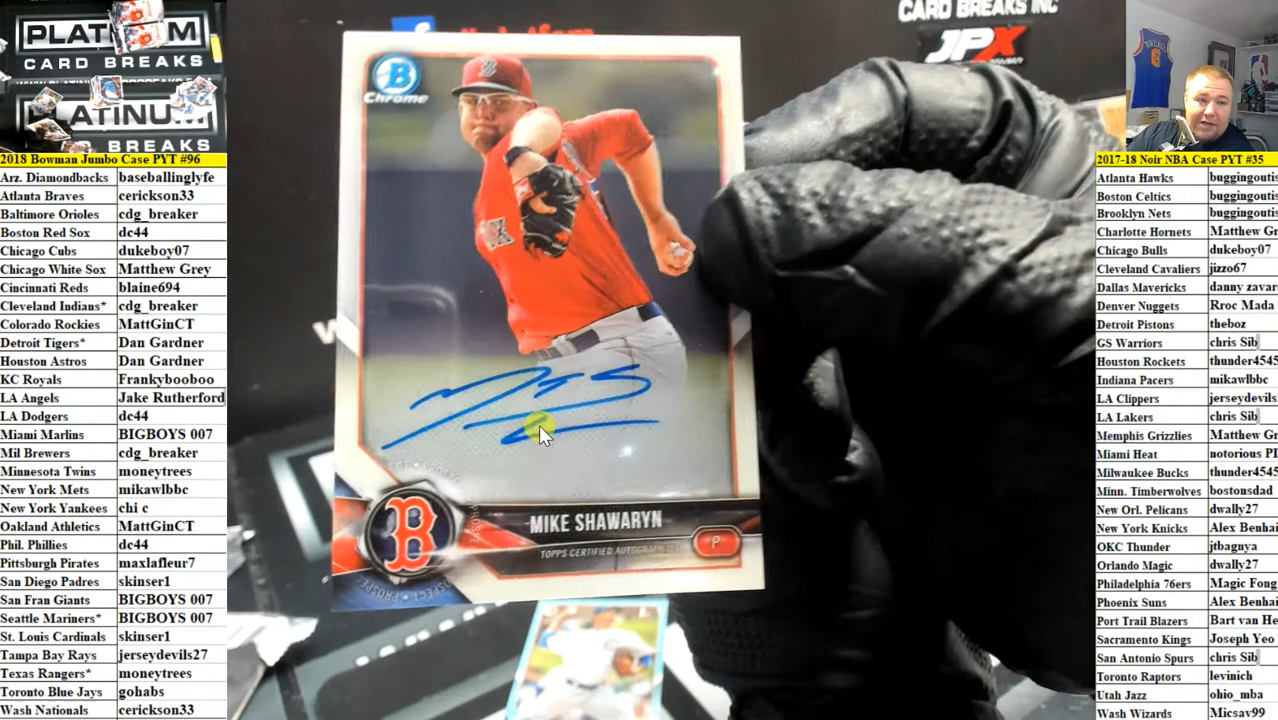 PLATINUM
CARD BREAKS
PLATINUM
BREAKS
2018 Bowman Jumbo Case PYT #96
Arz. Diamondbacks baseballinglyfe
Atlanta Braves cerickson33
Baltimore Orioles cdg_breaker
Boston Red Sox dc44
Chicago Cubs dukeboy07
Chicago White Sox Matthew Grey
Cincinnati Reds blaine694
Cleveland Indians* cdg_breaker
Colorado Rockies MattGinCT
Detroit Tigers* Dan Gardner
Houston Astros Dan Gardner
KC Royals Frankybooboo
LA Angels Jake Rutherford
LA Dodgers dc44
Miami Marlins BIGBOYS 007
Mil Brewers cdg_breaker
Minnesota Twins moneytrees
New York Mets mikawlbbc
New York Yankees chi c
Oakland Athletics MattGinCT
Phil. Phillies dc44
Pittsburgh Pirates maxlafleur7
San Diego Padres skinser1
San Fran Giants BIGBOYS 007
Seattle Mariners* BIGBOYS 007
St. Louis Cardinals skinser1
Tampa Bay Rays jerseydevils27
Texas Rangers* moneytrees
Toronto Blue Jays gohabs
Wash Nationals cerickson33
CARD BREAKS INC
JPX
B
Chrome
B
B
MIKE SHAWARYN
P
TOPPS CERTIFIED AUTOGRAPH
PROSPECT
6
2017-18 Noir NBA Case PYT #35
Atlanta Hawks buggingoutis
Boston Celtics buggingoutis
Brooklyn Nets buggingoutis
Charlotte Hornets Matthew Gr
Chicago Bulls dukeboy07
Cleveland Cavaliers jizzo67
Dallas Mavericks danny zavar
Denver Nuggets Rroc Mada
Detroit Pistons theboz
GS Warriors chris Sib
Houston Rockets thunder4545
Indiana Pacers mikawlbbc
LA Clippers jerseydevils
LA Lakers chris Sib
Memphis Grizzlies Matthew Gr
Miami Heat notorious PI
Milwaukee Bucks thunder4545
Minn. Timberwolves bostonsdad
New Orl. Pelicans dwally27
New York Knicks Alex Benhai
OKC Thunder jtbagnya
Orlando Magic dwally27
Philadelphia 76ers Magic Fong
Phoenix Suns Alex Benhai
Port Trail Blazers Bart van He
Sacramento Kings Joseph Yeo
San Antonio Spurs chris Sib
Toronto Raptors levinich
Utah Jazz ohio_mba
Wash Wizards Micsav99